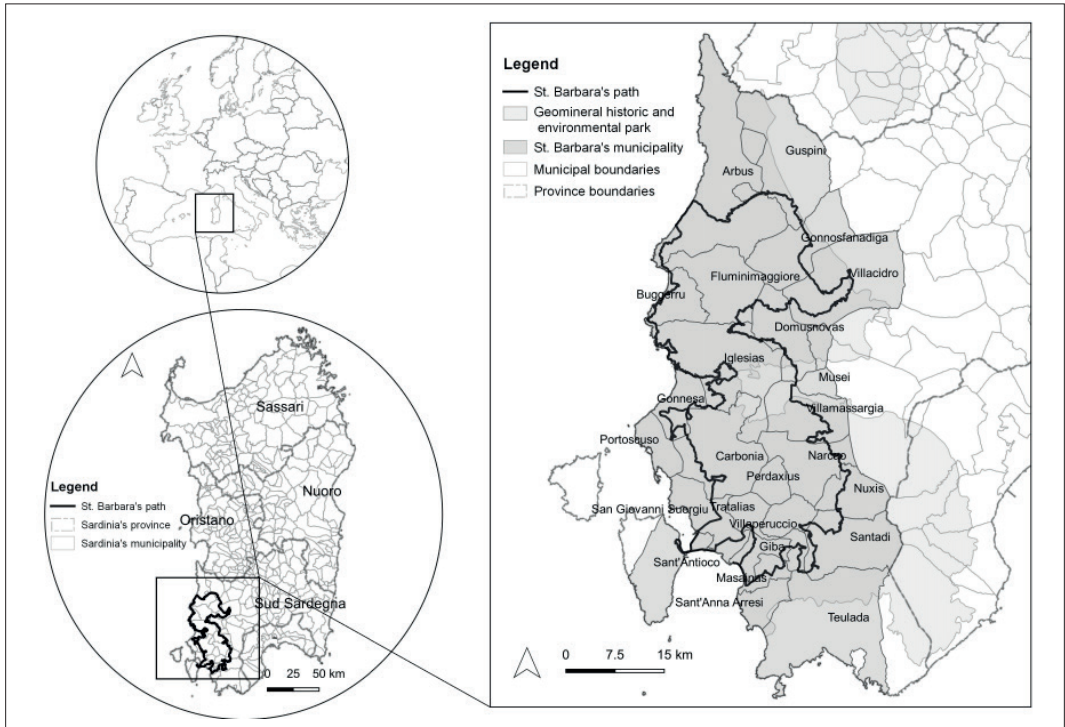 Sassari
Nuoro
Oristano
Sud Sardegna
Legend
St. Barbara's path
Sardinia's province
Sardinia's municipality
0 25 50 km
Legend
St. Barbara's path
Geomineral historic and
environmental park
St. Barbara's municipality
Municipal boundaries
Province boundaries
Guspini
Arbus
Gonnosfanadiga
Villacidro
Fluminimaggiore
Buggerru
Domusnovas
Iglesias
Musei
Gonnesa
Villamassargia
Portoscuso
Carbonia
Narcao
Perdaxius
Nuxis
San Giovanni Suergiu
Tratalias
Villaperuccio
Santadi
Giba
Sant'Antioco
Masainas
Sant'Anna Arresi
Teulada
0 7.5 15 km